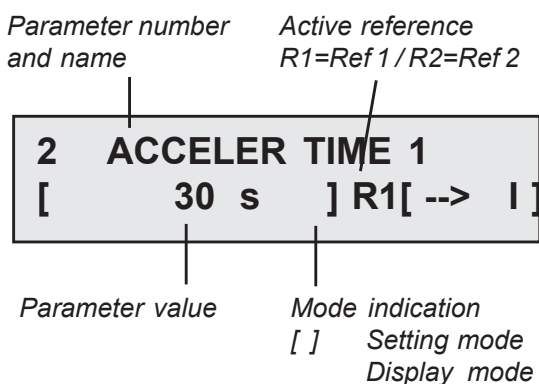 Parameter number
and name
Active reference
R1=Ref 1 / R2=Ref 2
2 ACCELER TIME 1
[ 30 s ] R1[ --> I ]
Parameter value
Mode indication
[ ] Setting mode
Display mode